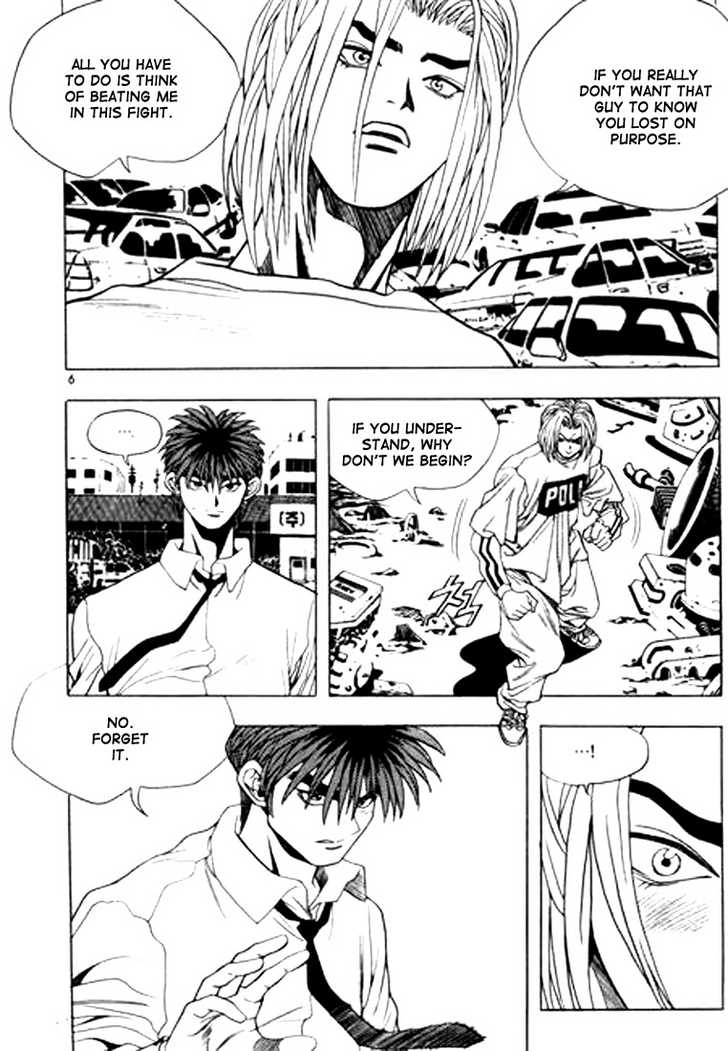 IF YOU REALLY
DON'T WANT THAT
GUY TO KNOW
YOU LOST ON
PURPOSE.
ALL YOU HAVE
TO DO IS THINK
OF BEATING ME
IN THIS FIGHT.
6
IF YOU UNDER-
STAND, WHY
DON'T WE BEGIN?
POL
...
(주)
...!
NO.
FORGET
IT.